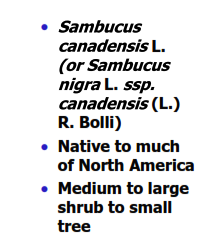 • Sambucus
canadensis L.
(or Sambucus
nigra L. ssp.
canadensis (L.)
R. Bolli)
• Native to much
of North America
• Medium to large
shrub to small
tree